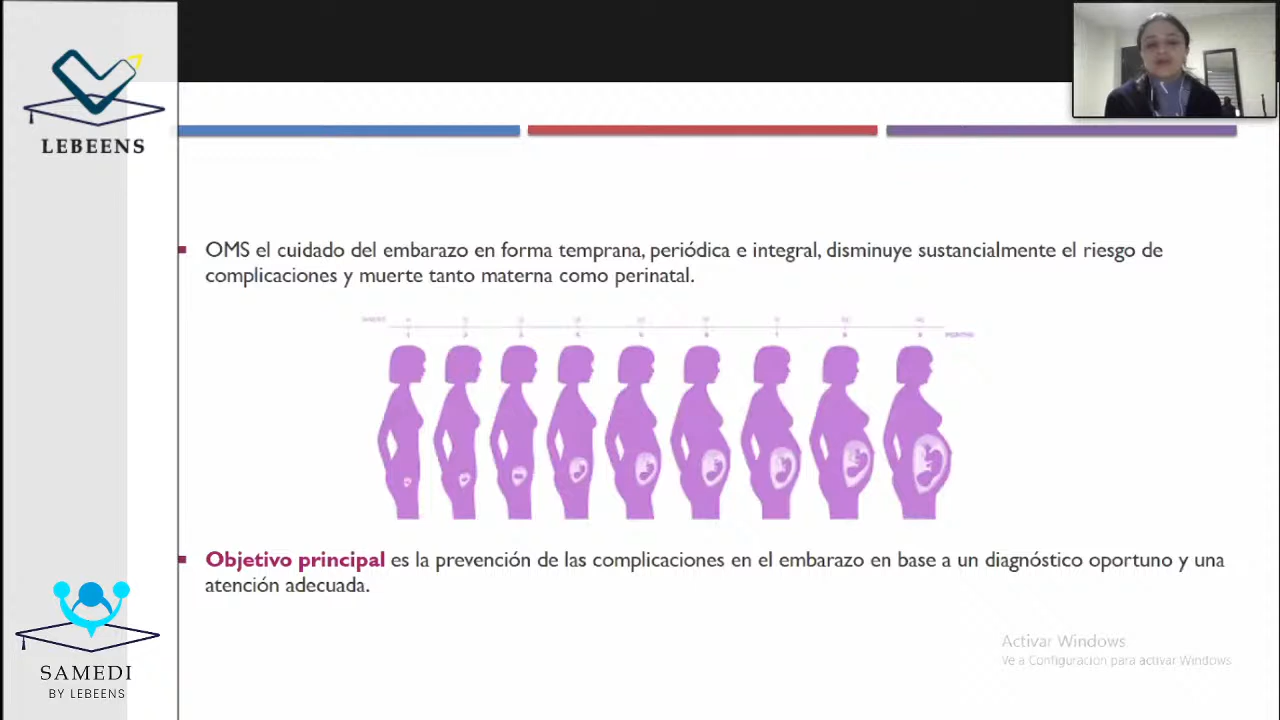 LEBEENS
OMS el cuidado del embarazo en forma temprana, periódica e integral, disminuye sustancialmente el riesgo de
complicaciones y muerte tanto materna como perinatal.
Objetivo principal es la prevención de las complicaciones en el embarazo en base a un diagnóstico oportuno y una
atención adecuada.
Activar Windows
Ve a Configuración para activar Windows.
SAMEDI
BY LEBEENS